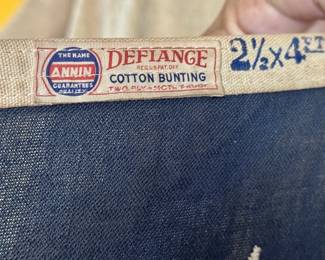 THE NAME
ANNIN
GUARANTEES
QUALITY
DEFIANCE
REG.U.S.PAT.OFF.
COTTON BUNTING
TWO-PLY MOTH PROOF
2½x4FT